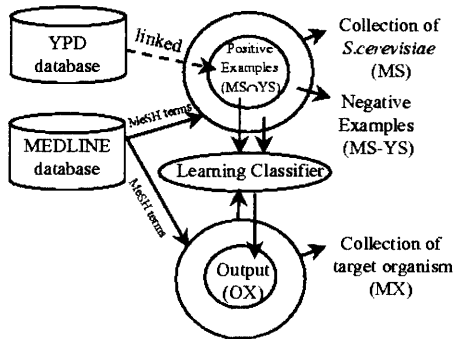 YPD
database
linked
Positive
Examples
(MS∩YS)
Collection of
S.cerevisiae
(MS)
Negative
Examples
(MS-YS)
MeSH terms
MEDLINE
database
MeSH terms
Learning Classifier
Output
(OX)
Collection of
target organism
(MX)